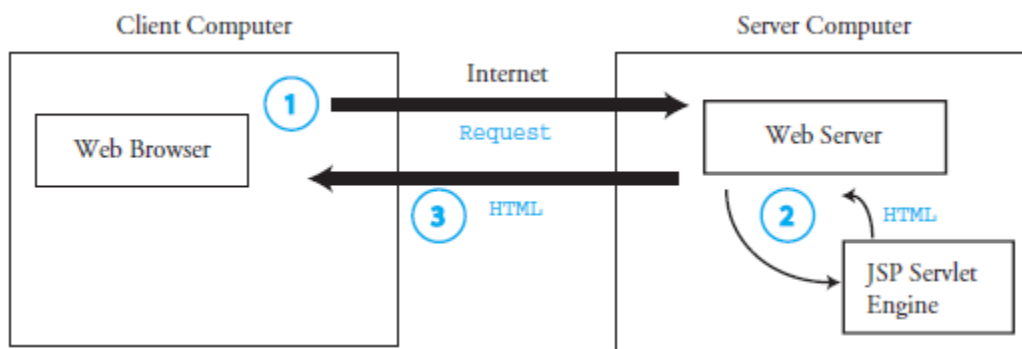 Client Computer
Server Computer
Internet
1
Request
Web Browser
Web Server
3
HTML
2
HTML
JSP Servlet
Engine